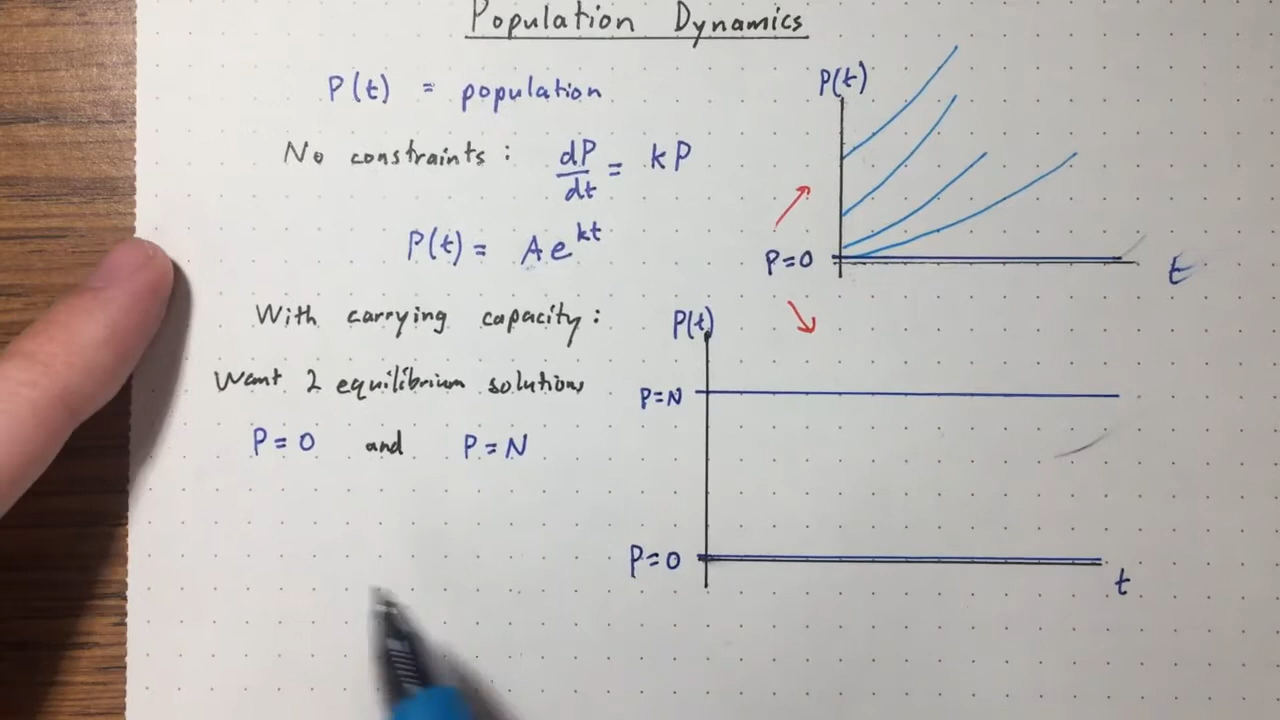 Population Dynamics
P(t) = population
No constraints: dP/dt = kP
P(t) = Ae^kt
With carrying capacity:
Want 2 equilibrium solutions
P=0 and P=N
P(t)
P=0
t
P(t)
P=N
P=0
t